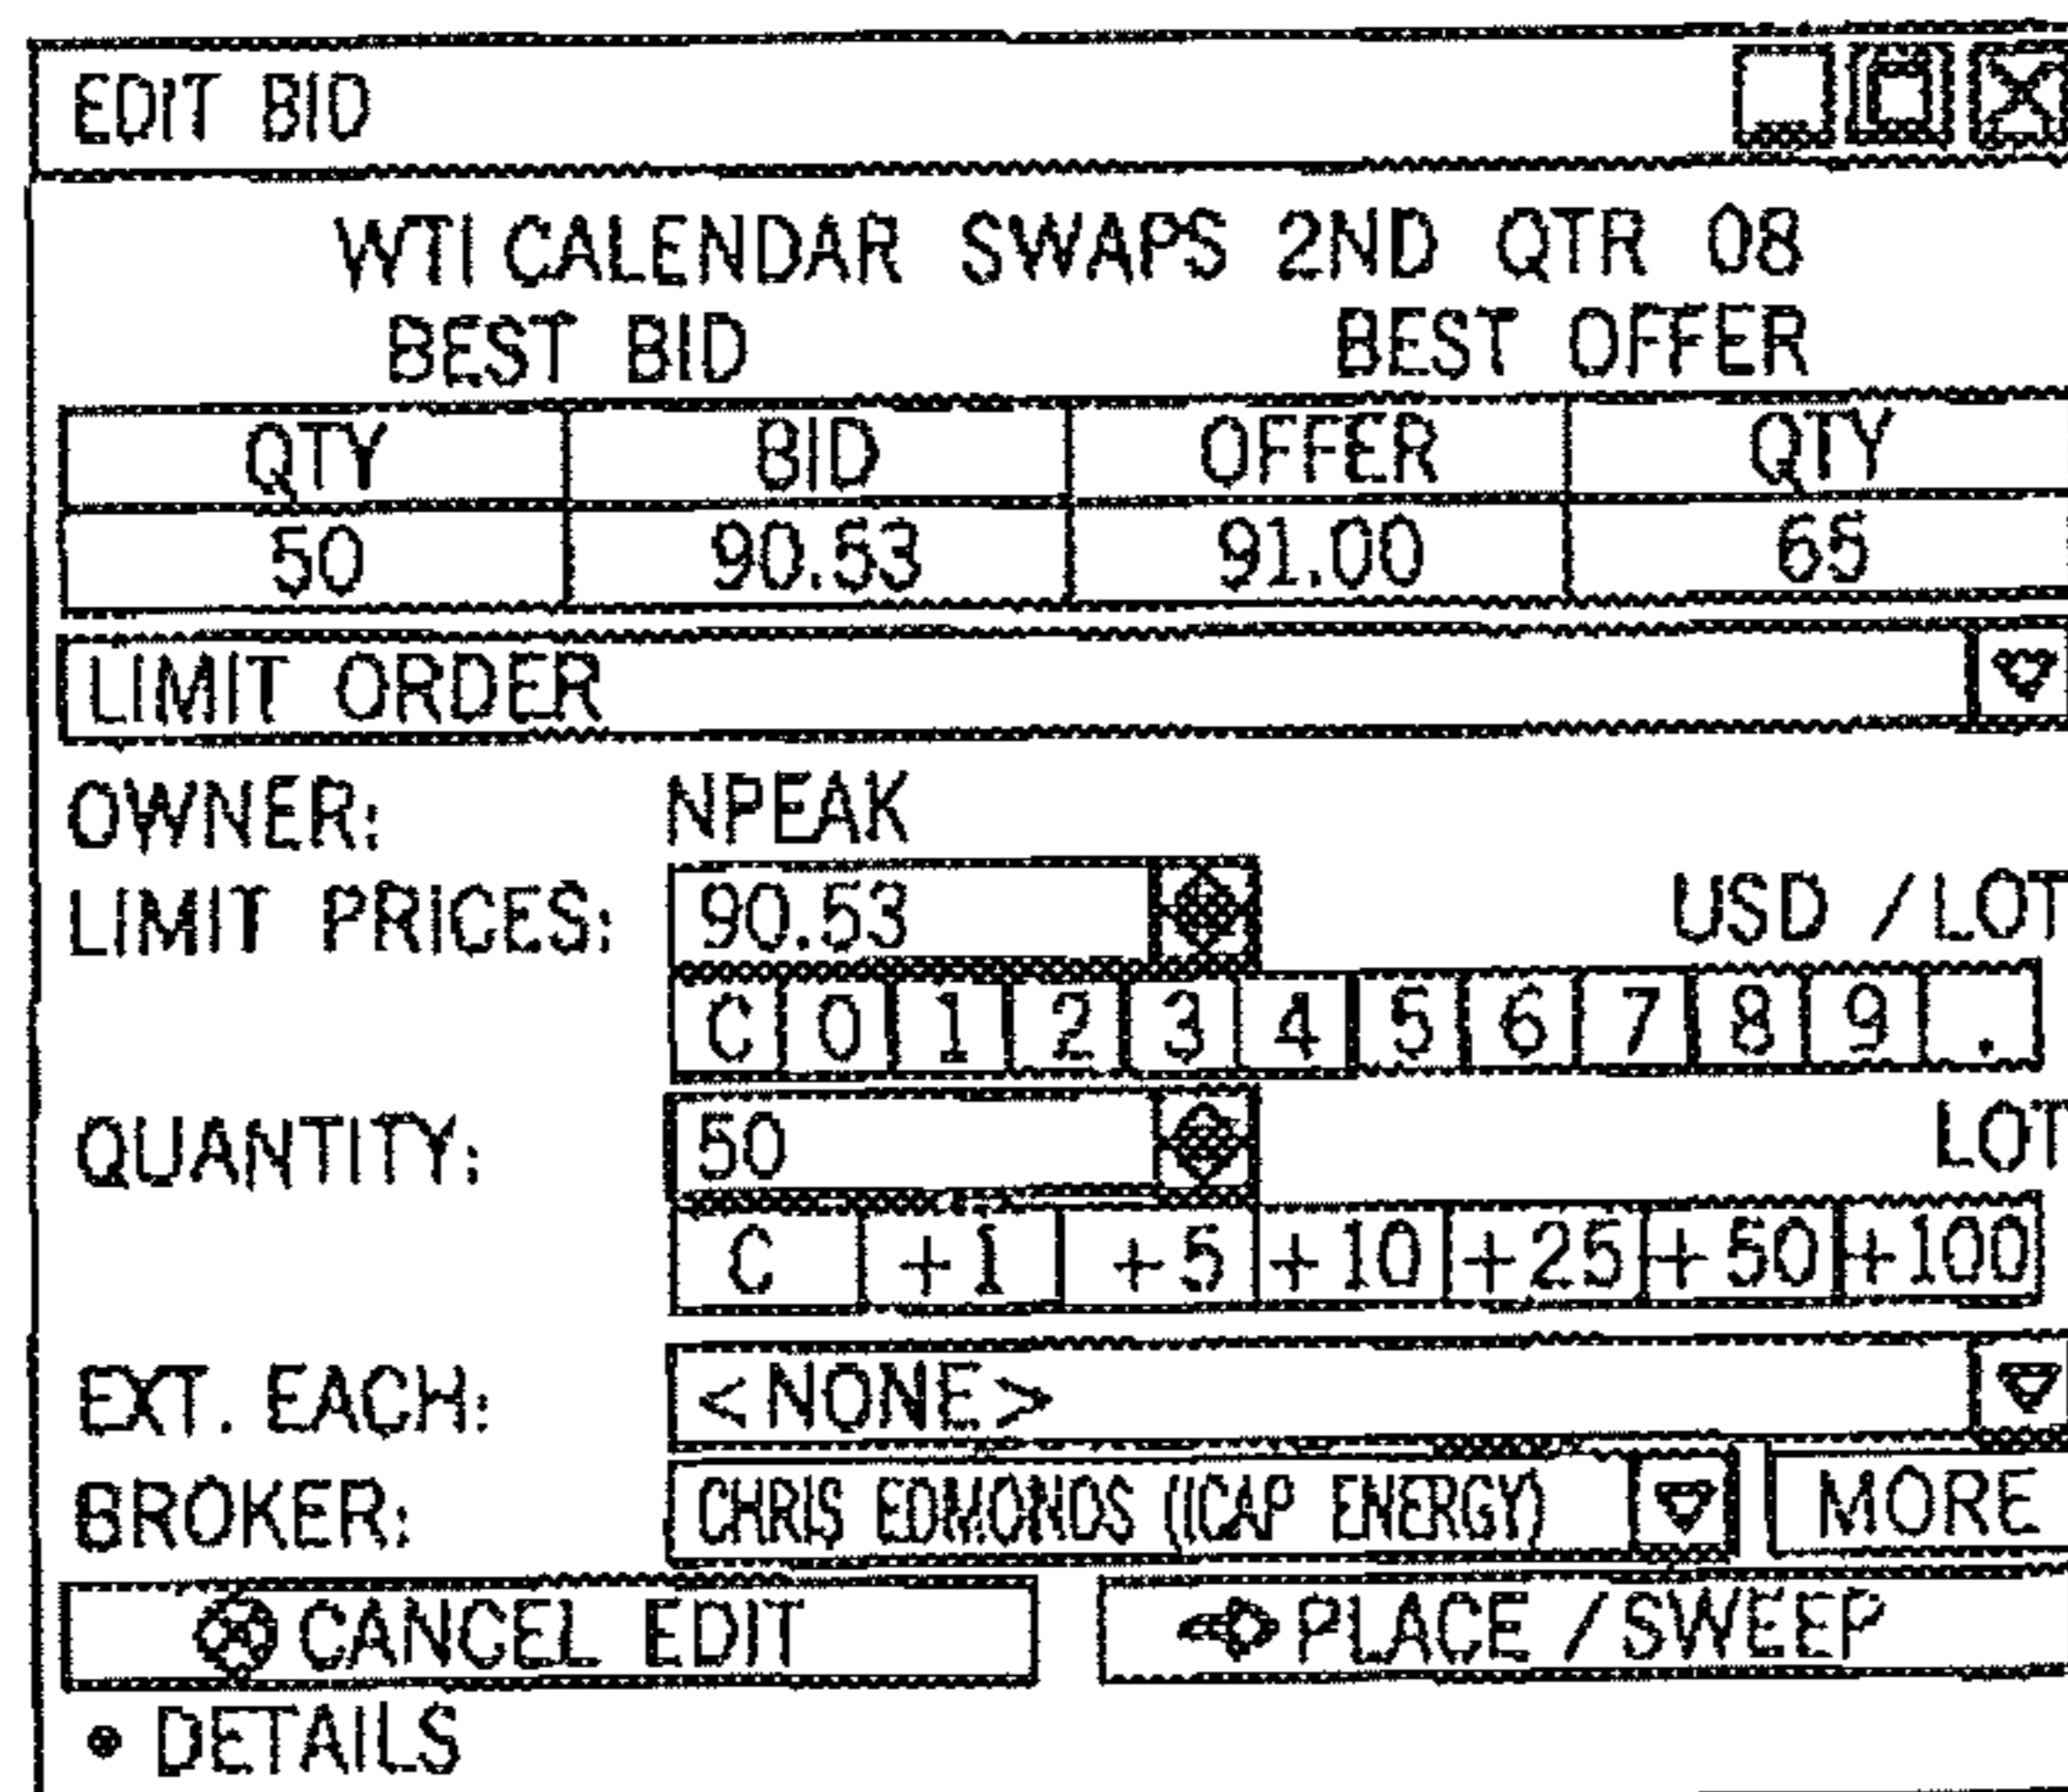 EDIT BID
WTI CALENDAR SWAPS 2ND QTR 08
BEST BID BEST OFFER
QTY BID OFFER QTY
50 90.53 91.00 65
LIMIT ORDER
OWNER: NPEAK
LIMIT PRICES: 90.53 USD / LOT
C 0 1 2 3 4 5 6 7 8 9 .
QUANTITY: 50 LOT
C +1 +5 +10 +25 +50 +100
EXT. EACH: <NONE>
BROKER: CHRIS EDMONDS (ICAP ENERGY) MORE
CANCEL EDIT PLACE / SWEEP
DETAILS